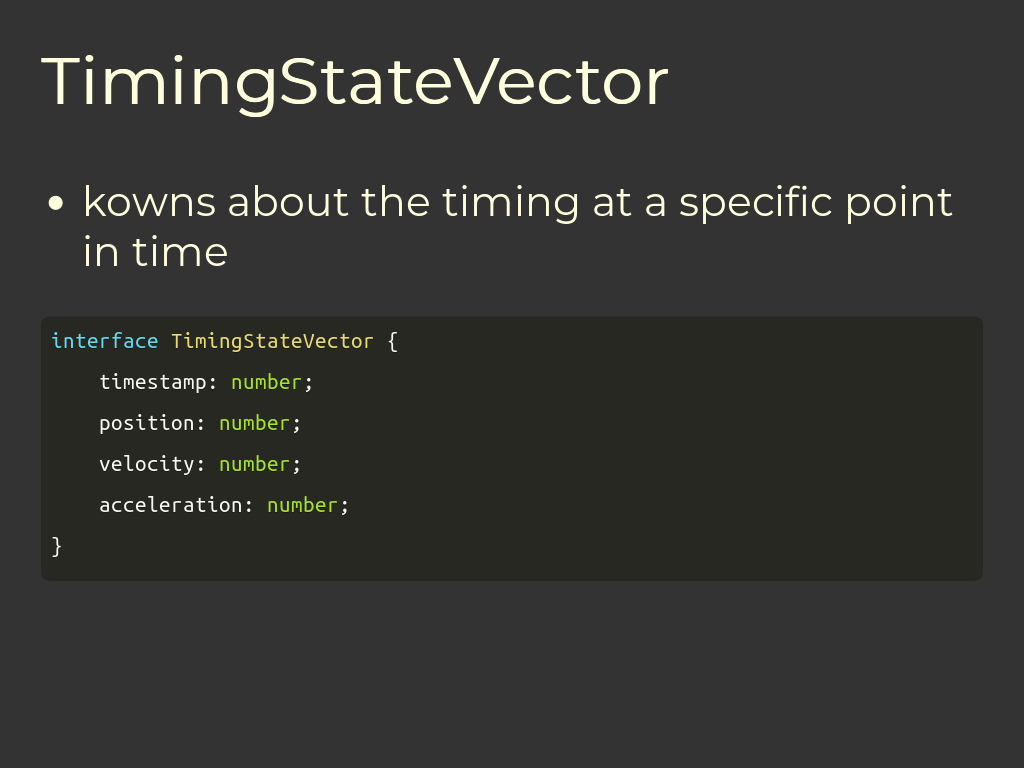 TimingStateVector
• kowns about the timing at a specific point
in time
interface TimingStateVector {
    timestamp: number;
    position: number;
    velocity: number;
    acceleration: number;
}